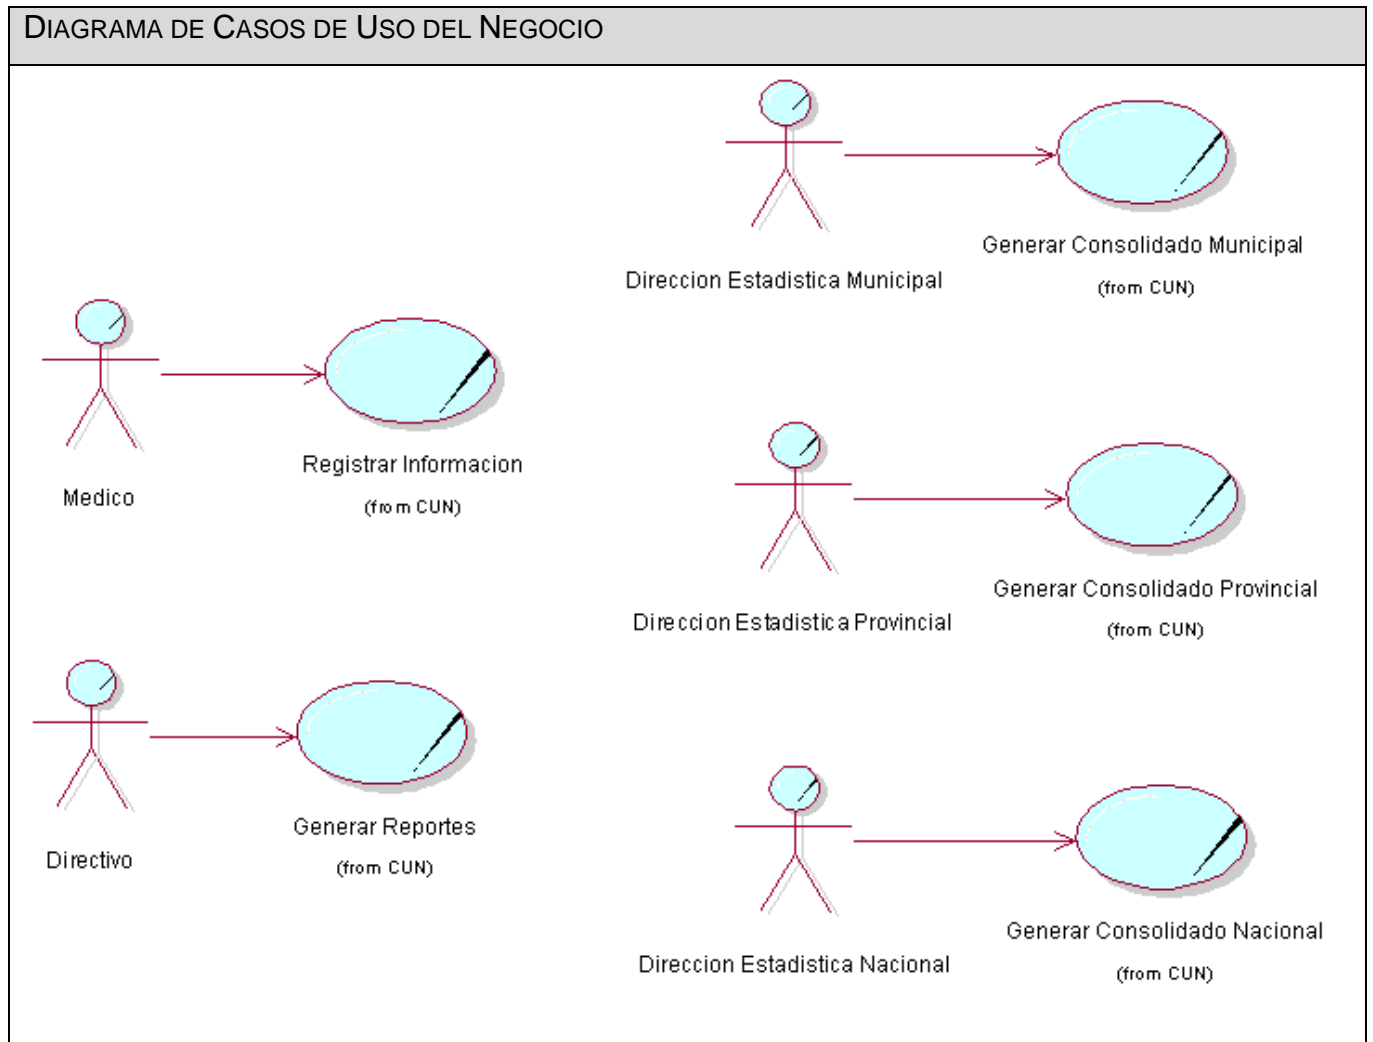 DIAGRAMA DE CASOS DE USO DEL NEGOCIO
Medico
Registrar Informacion
(from CUN)
Directivo
Generar Reportes
(from CUN)
Direccion Estadistica Municipal
Generar Consolidado Municipal
(from CUN)
Direccion Estadistica Provincial
Generar Consolidado Provincial
(from CUN)
Direccion Estadistica Nacional
Generar Consolidado Nacional
(from CUN)